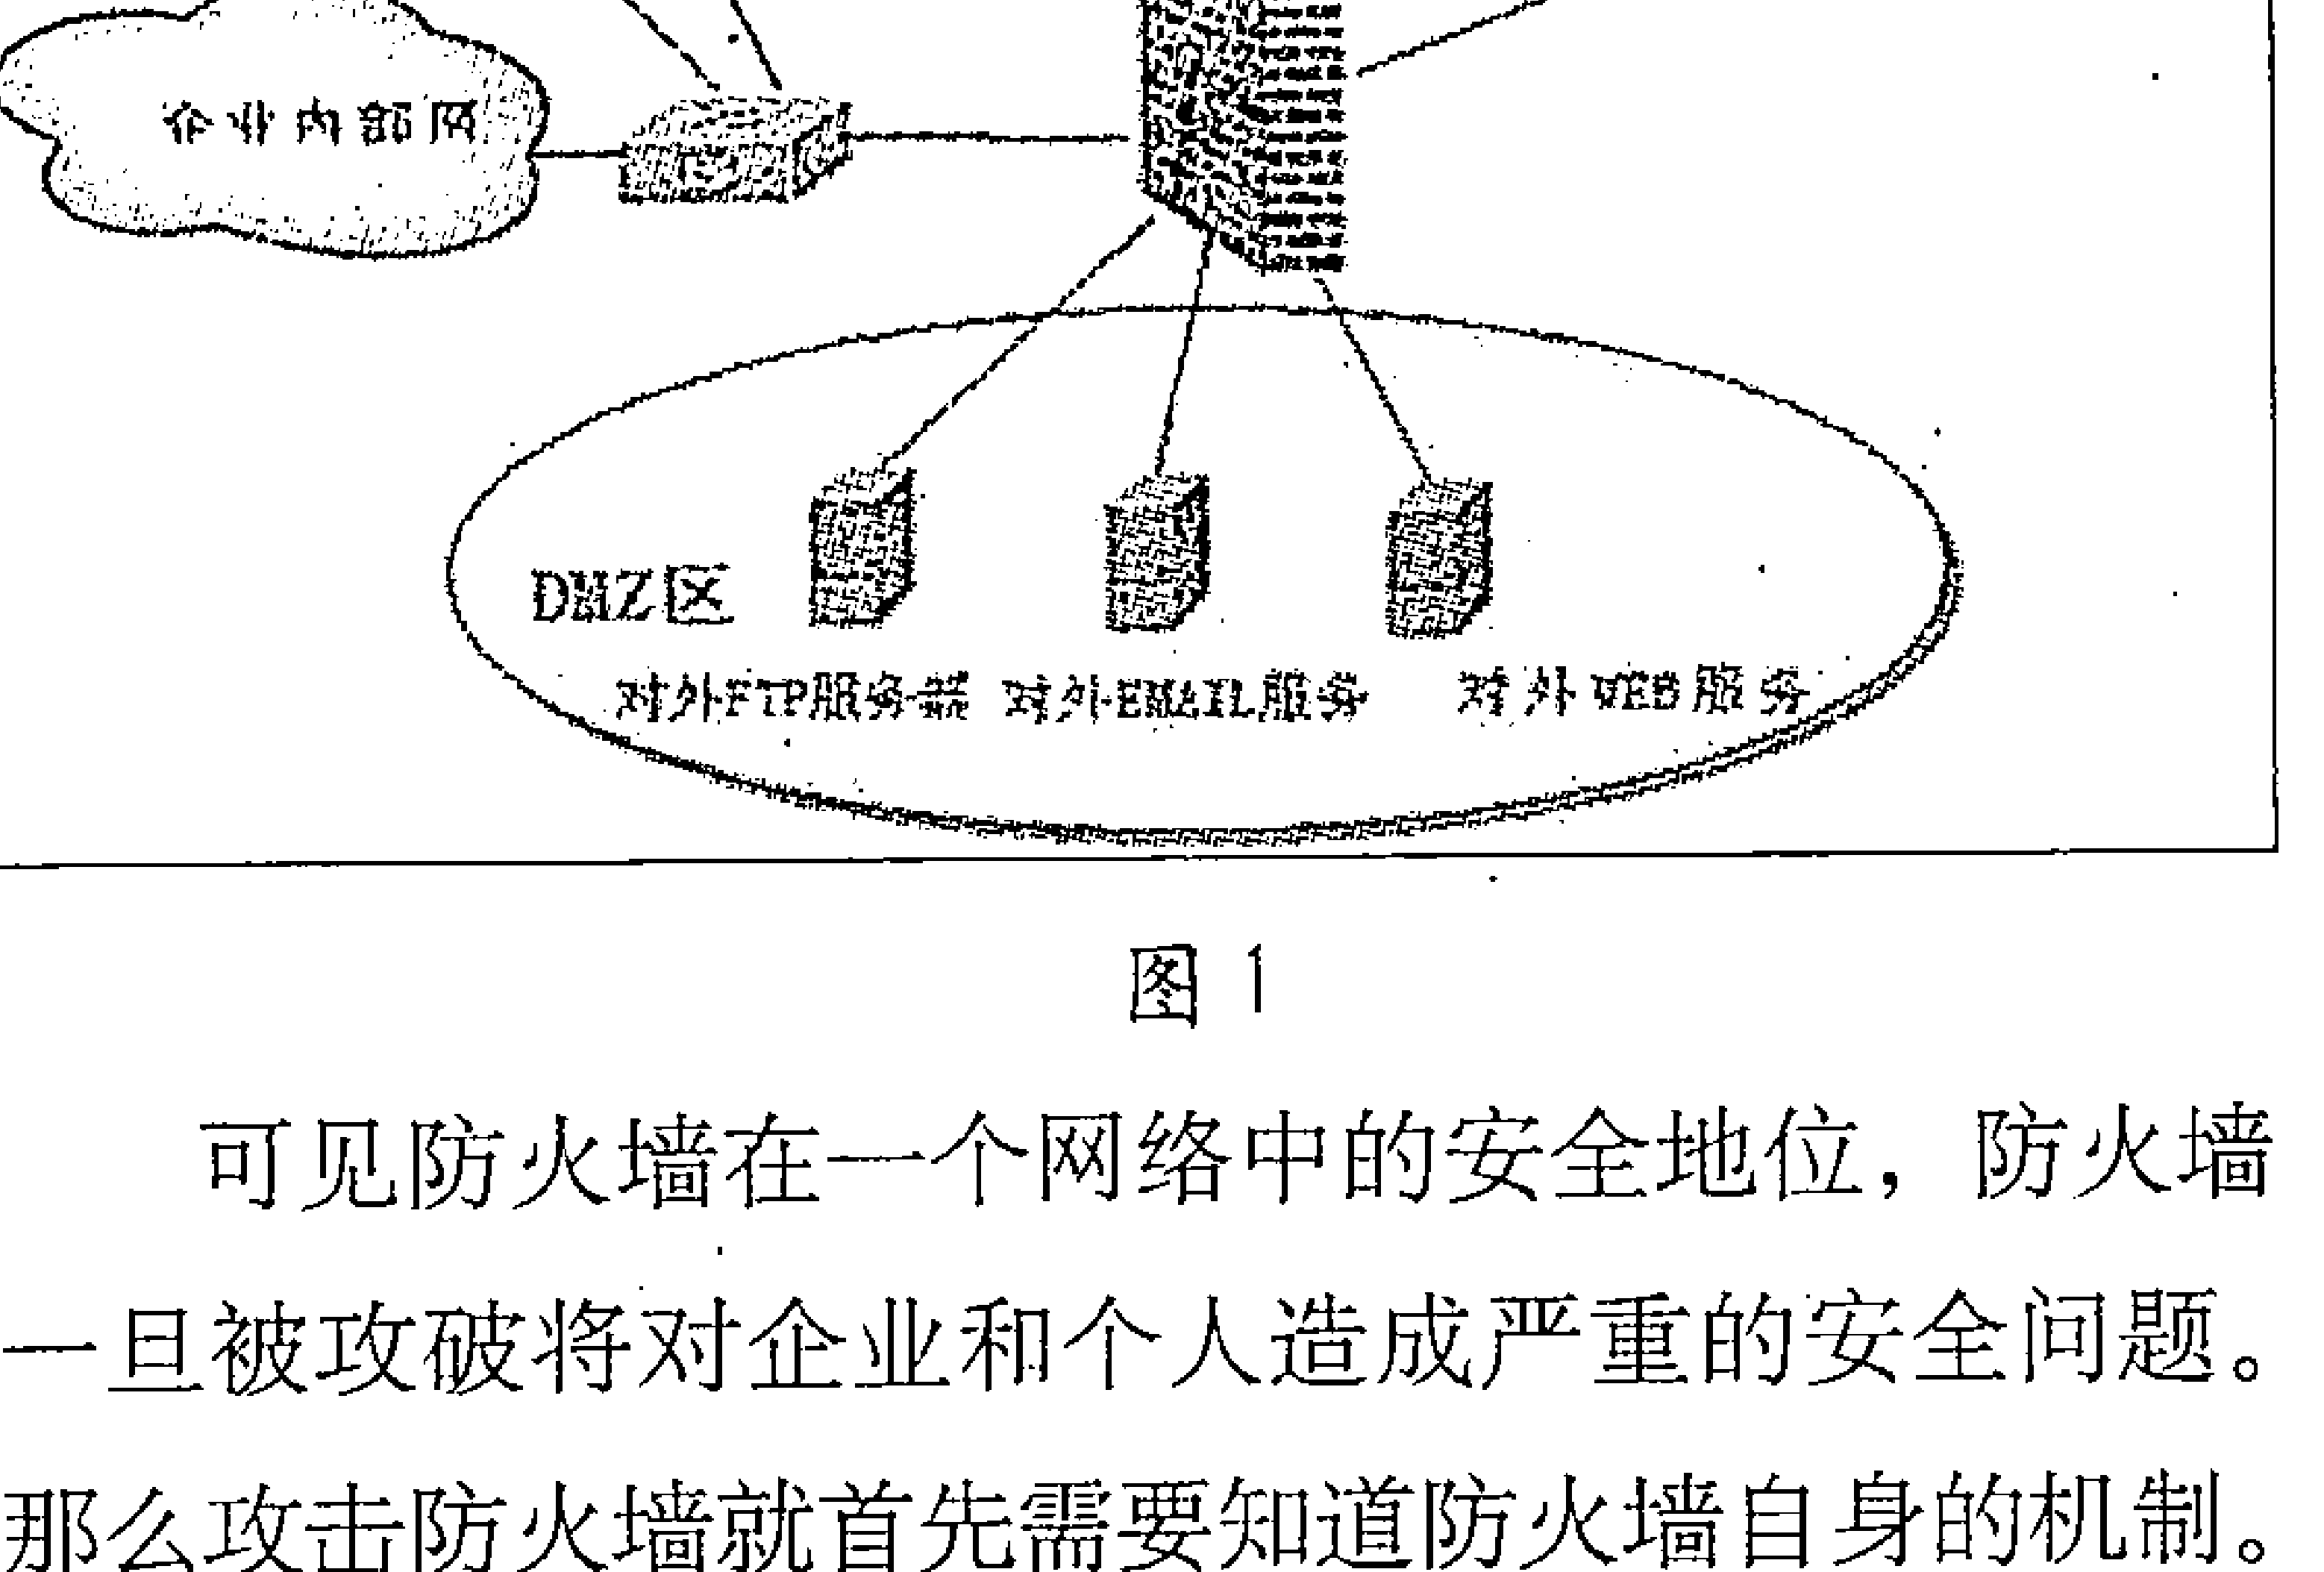 企业内部网
DMZ区
对外FTP服务器 对外EMAIL服务 对外WEB服务
图 1
可见防火墙在一个网络中的安全地位，防火墙
一旦被攻破将对企业和个人造成严重的安全问题。
那么攻击防火墙就首先需要知道防火墙自身的机制。